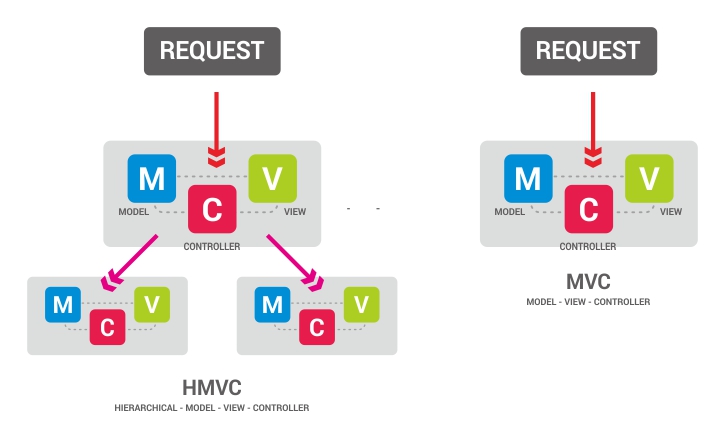 REQUEST
M
V
C
MODEL
VIEW
CONTROLLER
- -
M
V
C
M
V
C
HMVC
HIERARCHICAL - MODEL - VIEW - CONTROLLER
REQUEST
M
V
C
MODEL
VIEW
CONTROLLER
MVC
MODEL - VIEW - CONTROLLER